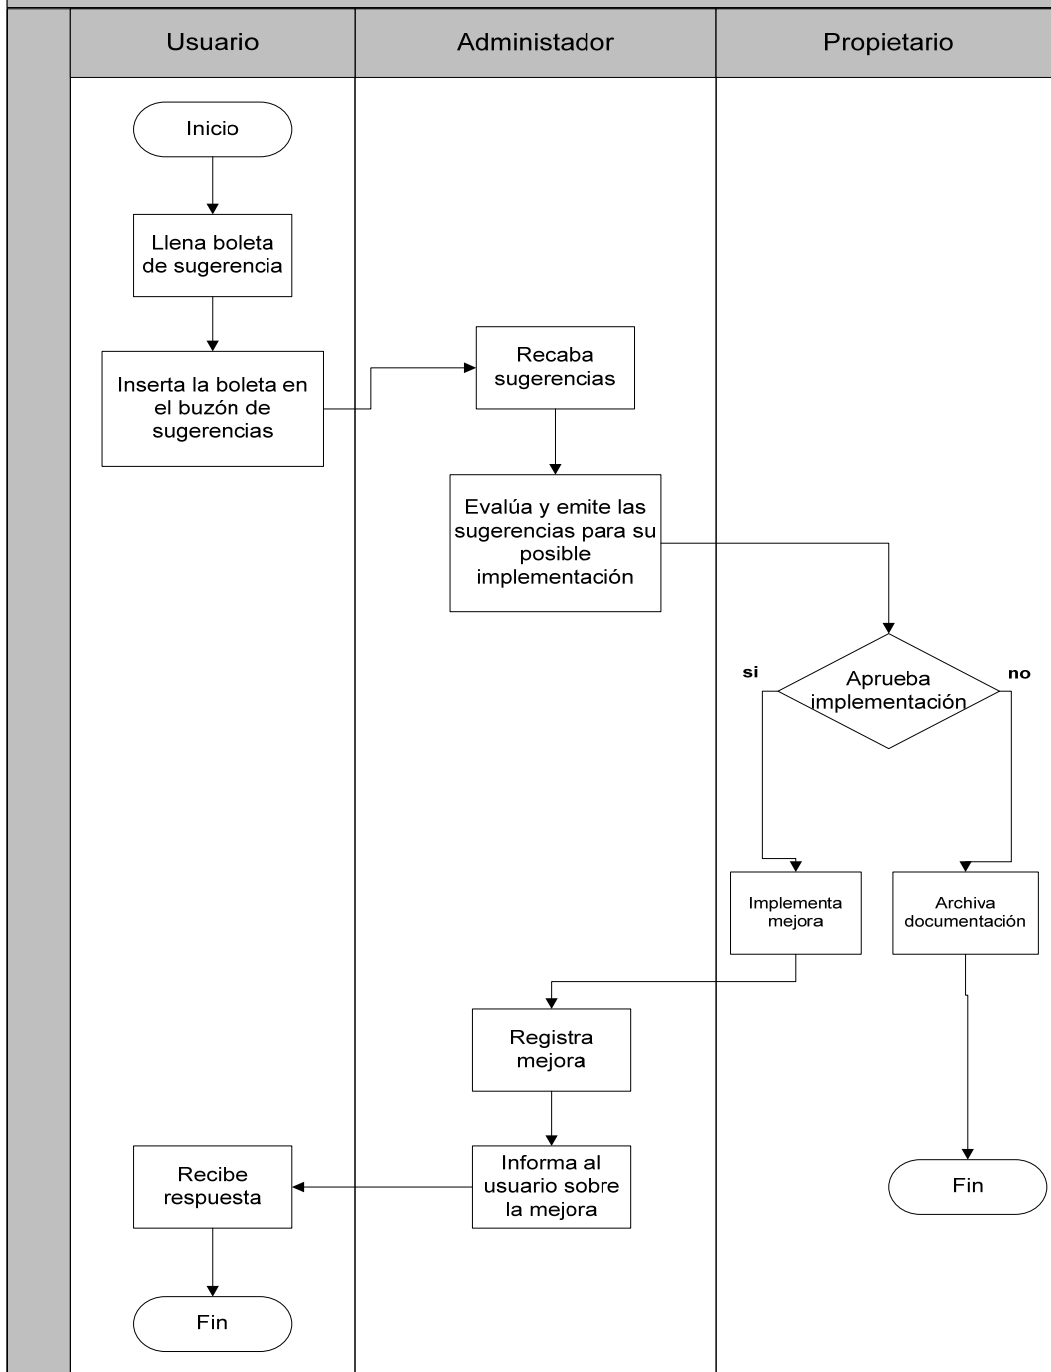 Usuario
Administador
Propietario
Inicio
Llena boleta
de sugerencia
Inserta la boleta en
el buzón de
sugerencias
Recaba
sugerencias
Evalúa y emite las
sugerencias para su
posible
implementación
si
Aprueba
implementación
no
Implementa
mejora
Archiva
documentación
Registra
mejora
Recibe
respuesta
Informa al
usuario sobre
la mejora
Fin
Fin